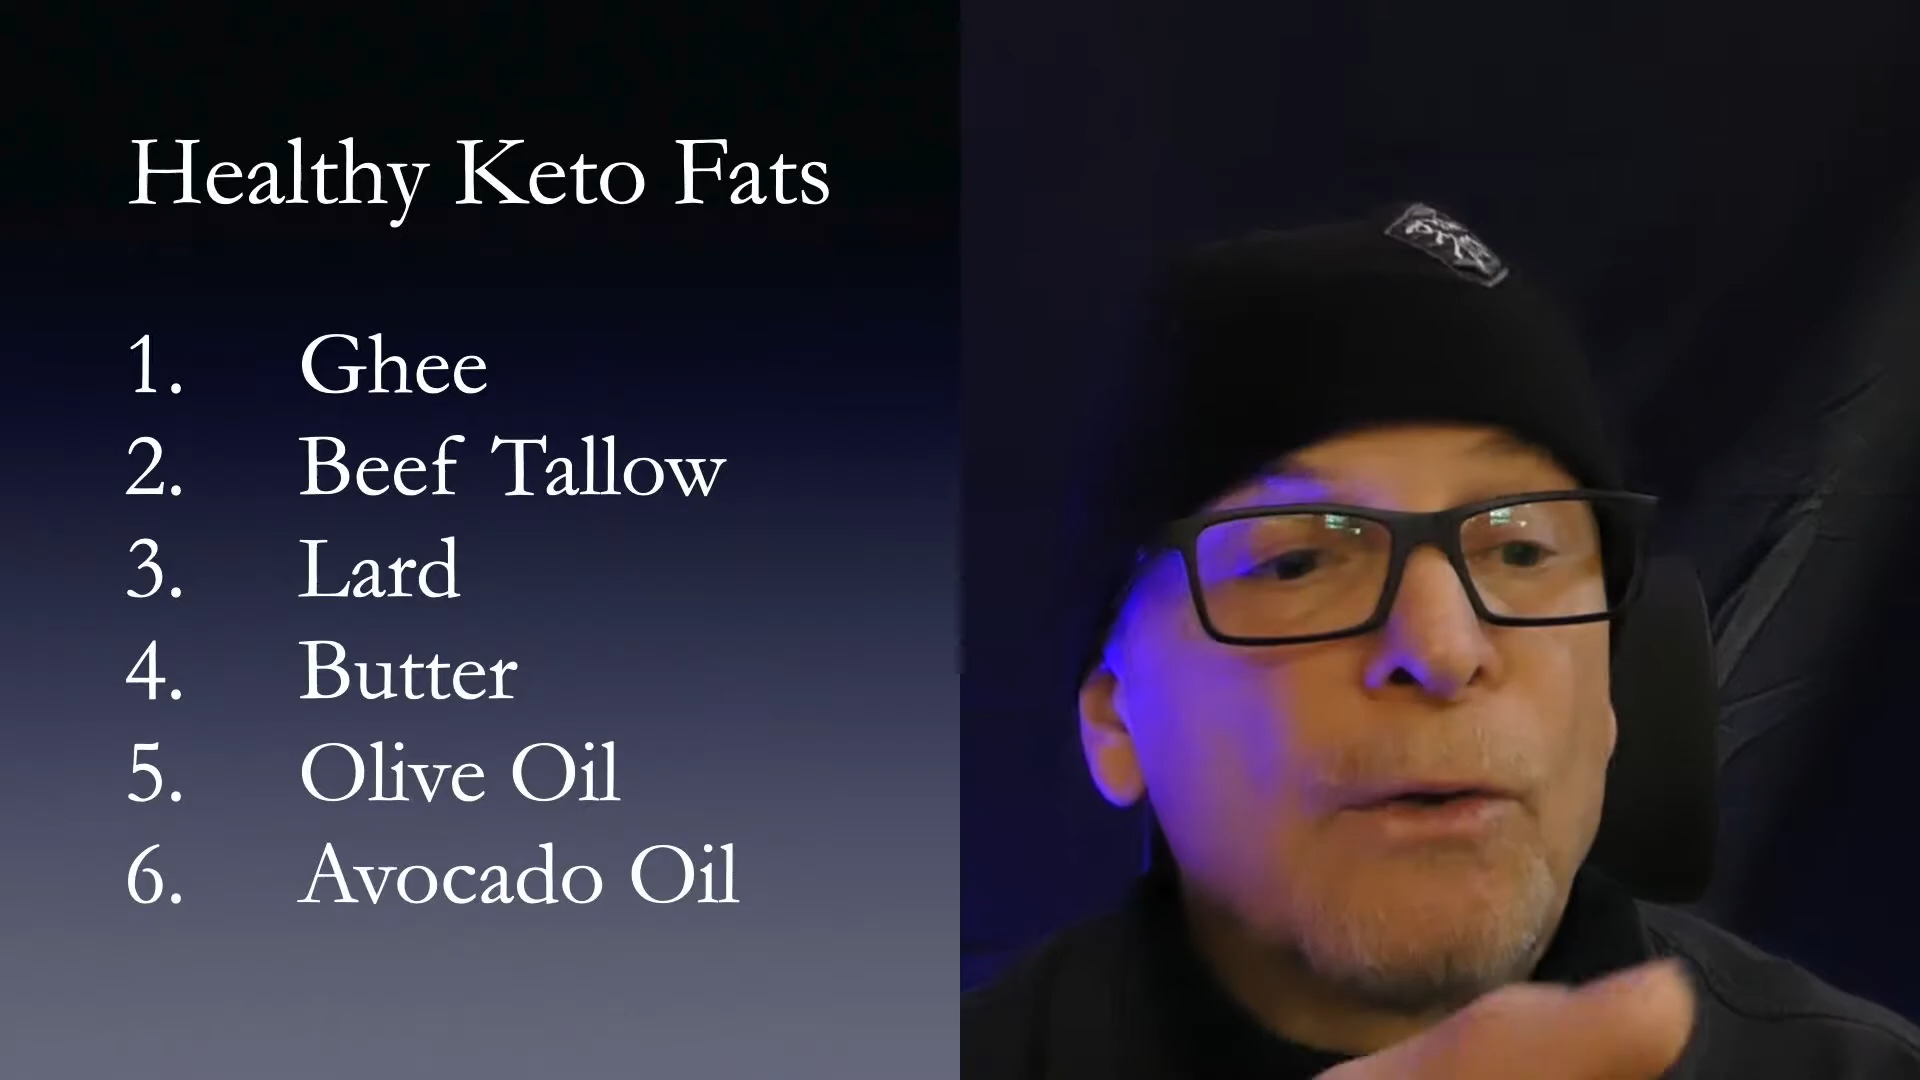 Healthy Keto Fats
1. Ghee
2. Beef Tallow
3. Lard
4. Butter
5. Olive Oil
6. Avocado Oil